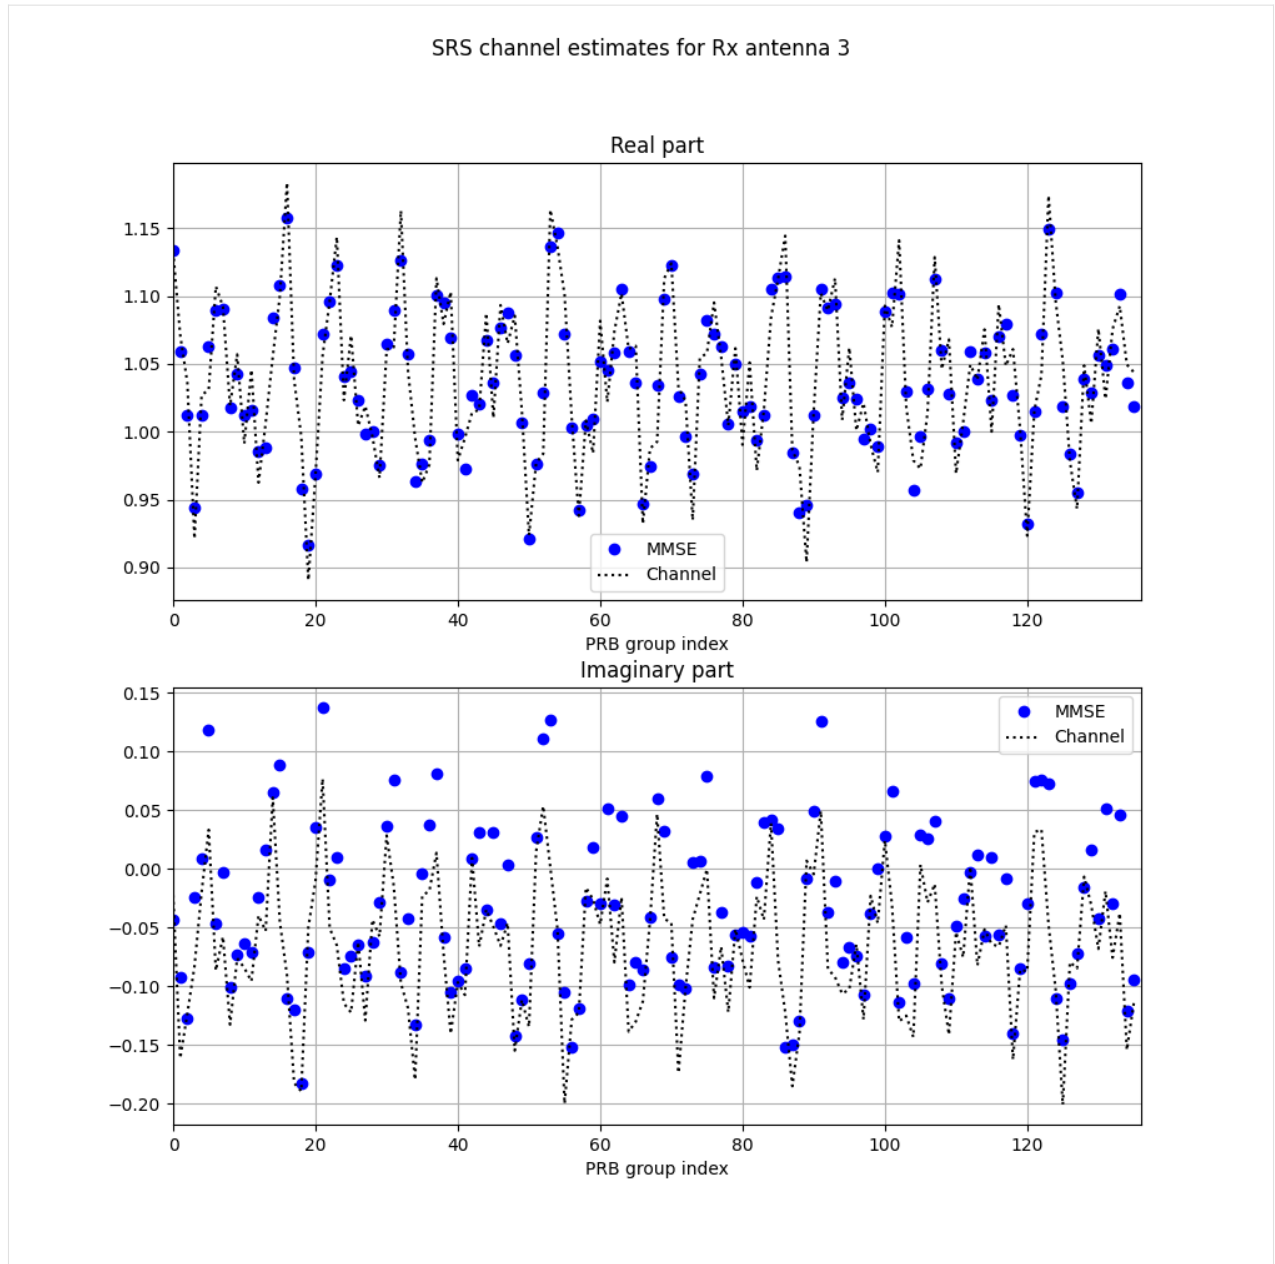 SRS channel estimates for Rx antenna 3
Real part
1.15
1.10
1.05
1.00
0.95
0.90
MMSE
Channel
0 20 40 60 80 100 120
PRB group index
Imaginary part
0.15
0.10
0.05
0.00
−0.05
−0.10
−0.15
−0.20
MMSE
Channel
0 20 40 60 80 100 120
PRB group index